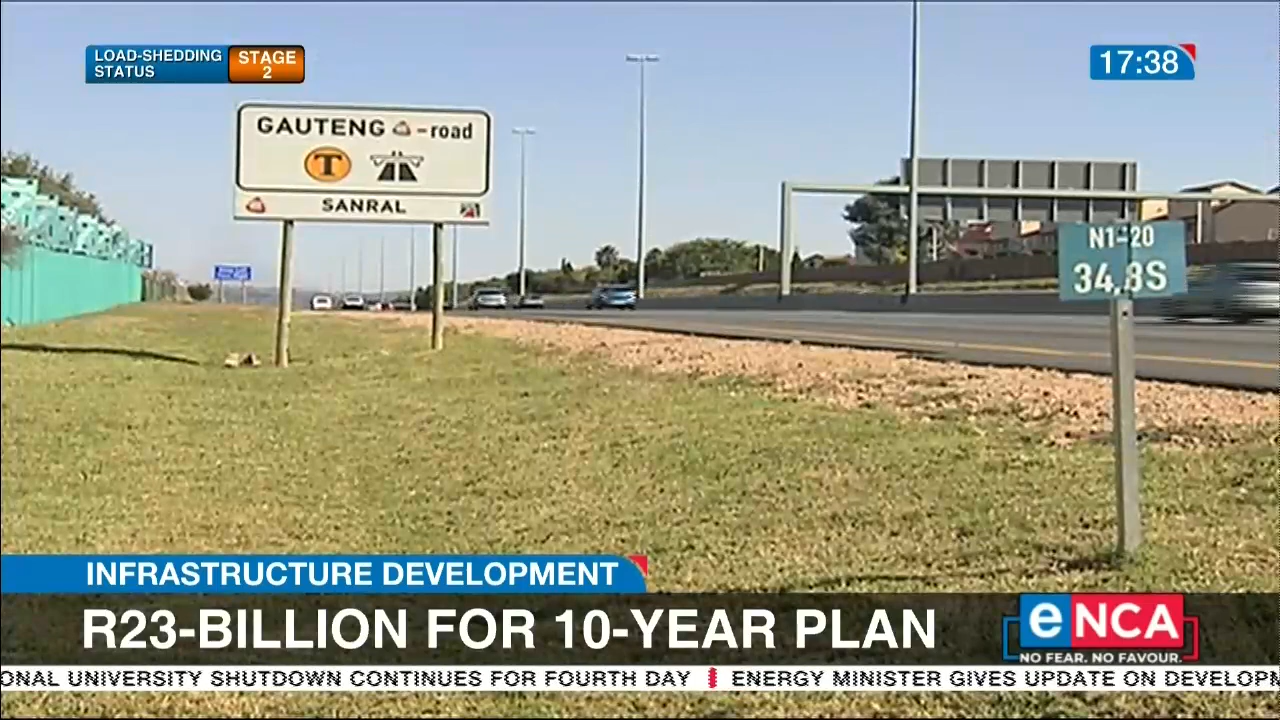 LOAD-SHEDDING
STATUS
STAGE
2
17:38
GAUTENG -road
T
SANRAL
N1-20
34,8S
INFRASTRUCTURE DEVELOPMENT
R23-BILLION FOR 10-YEAR PLAN
eNCA
NO FEAR. NO FAVOUR.
ONAL UNIVERSITY SHUTDOWN CONTINUES FOR FOURTH DAY ENERGY MINISTER GIVES UPDATE ON DEVELOPM